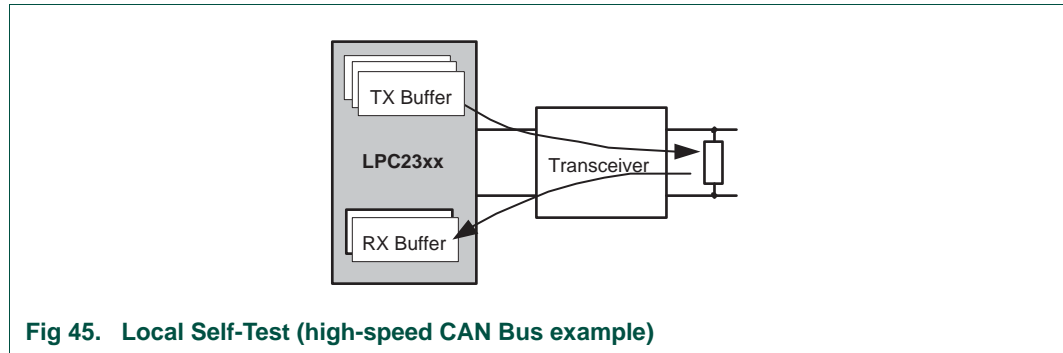 TX Buffer
LPC23xx
Transceiver
RX Buffer
Fig 45. Local Self-Test (high-speed CAN Bus example)